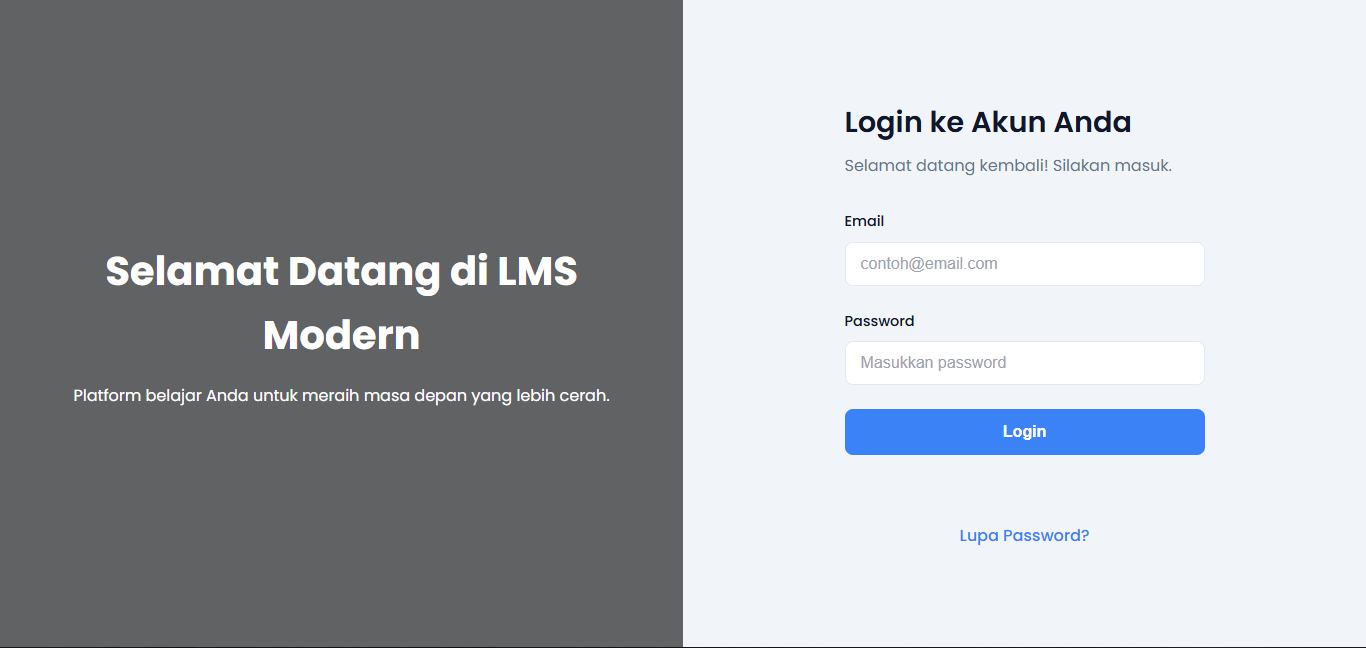 Selamat Datang di LMS
Modern
Platform belajar Anda untuk meraih masa depan yang lebih cerah.
Login ke Akun Anda
Selamat datang kembali! Silakan masuk.
Email
contoh@email.com
Password
Masukkan password
Login
Lupa Password?